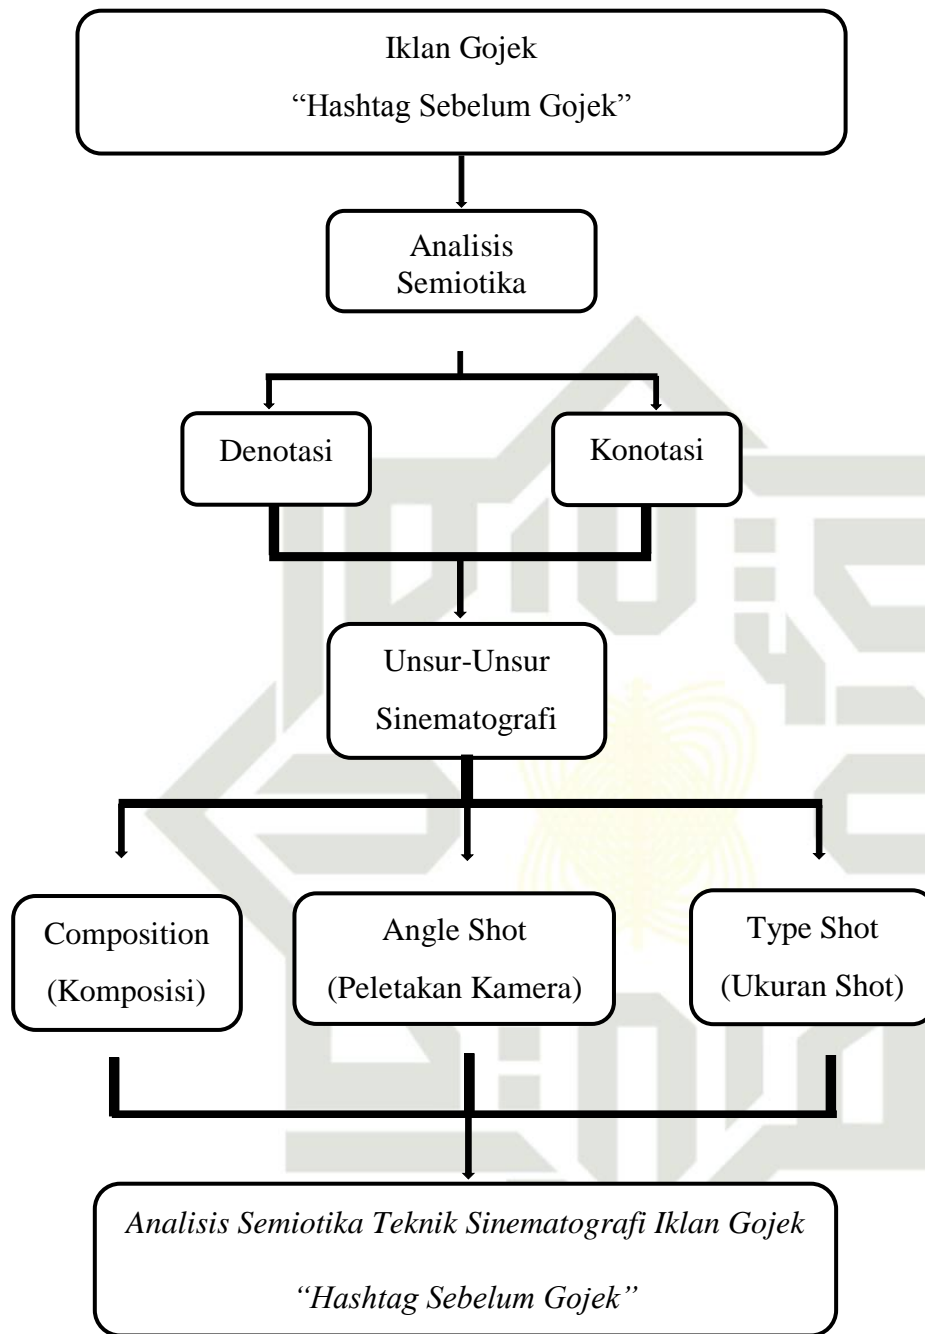 Iklan Gojek
“Hashtag Sebelum Gojek”
Analisis
Semiotika
Denotasi
Konotasi
Unsur-Unsur
Sinematografi
Composition
(Komposisi)
Angle Shot
(Peletakan Kamera)
Type Shot
(Ukuran Shot)
Analisis Semiotika Teknik Sinematografi Iklan Gojek
“Hashtag Sebelum Gojek”